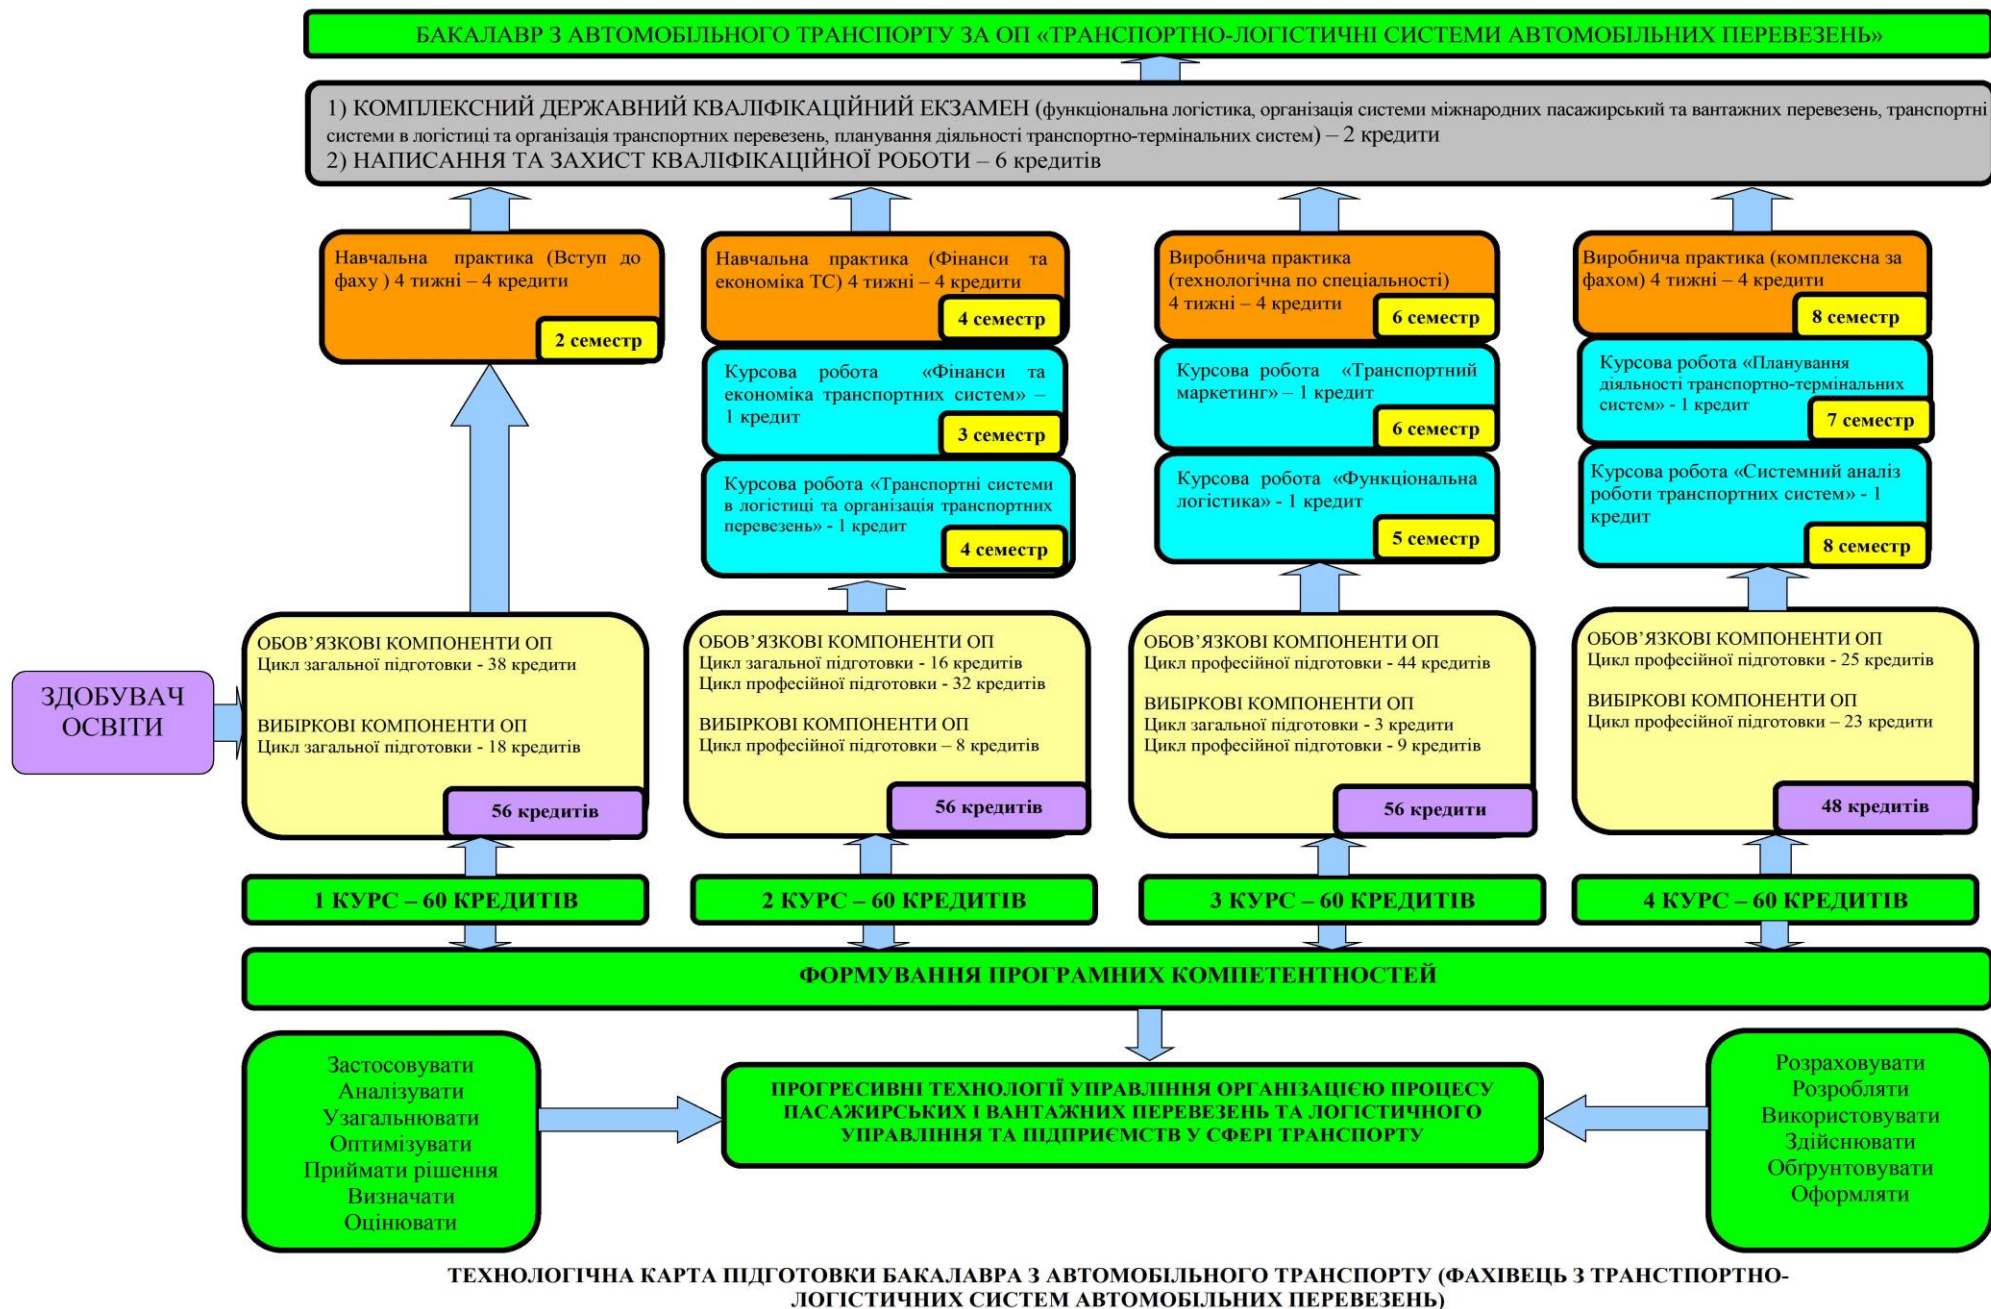 БАКАЛАВР З АВТОМОБІЛЬНОГО ТРАНСПОРТУ ЗА ОП «ТРАНСПОРТНО-ЛОГІСТИЧНІ СИСТЕМИ АВТОМОБІЛЬНИХ ПЕРЕВЕЗЕНЬ»
1) КОМПЛЕКСНИЙ ДЕРЖАВНИЙ КВАЛІФІКАЦІЙНИЙ ЕКЗАМЕН (функціональна логістика, організація системи міжнародних пасажирський та вантажних перевезень, транспортні
системи в логістиці та організація транспортних перевезень, планування діяльності транспортно-термінальних систем) – 2 кредити
2) НАПИСАННЯ ТА ЗАХИСТ КВАЛІФІКАЦІЙНОЇ РОБОТИ – 6 кредитів
Навчальна практика (Вступ до
фаху ) 4 тижні – 4 кредити
2 семестр
Навчальна практика (Фінанси та
економіка ТС) 4 тижні – 4 кредити
4 семестр
Виробнича практика
(технологічна по спеціальності)
4 тижні – 4 кредити
6 семестр
Виробнича практика (комплексна за
фахом) 4 тижні – 4 кредити
8 семестр
Курсова робота «Фінанси та
економіка транспортних систем» –
1 кредит
3 семестр
Курсова робота «Транспортний
маркетинг» – 1 кредит
6 семестр
Курсова робота «Планування
діяльності транспортно-термінальних
систем» - 1 кредит
7 семестр
Курсова робота «Транспортні системи
в логістиці та організація транспортних
перевезень» - 1 кредит
4 семестр
Курсова робота «Функціональна
логістика» - 1 кредит
5 семестр
Курсова робота «Системний аналіз
роботи транспортних систем» - 1
кредит
8 семестр
ЗДОБУВАЧ
ОСВІТИ
ОБОВ’ЯЗКОВІ КОМПОНЕНТИ ОП
Цикл загальної підготовки - 38 кредити
ВИБІРКОВІ КОМПОНЕНТИ ОП
Цикл загальної підготовки - 18 кредитів
56 кредитів
ОБОВ’ЯЗКОВІ КОМПОНЕНТИ ОП
Цикл загальної підготовки - 16 кредитів
Цикл професійної підготовки - 32 кредитів
ВИБІРКОВІ КОМПОНЕНТИ ОП
Цикл професійної підготовки – 8 кредитів
56 кредитів
ОБОВ’ЯЗКОВІ КОМПОНЕНТИ ОП
Цикл професійної підготовки - 44 кредитів
ВИБІРКОВІ КОМПОНЕНТИ ОП
Цикл загальної підготовки - 3 кредити
Цикл професійної підготовки - 9 кредитів
56 кредити
ОБОВ’ЯЗКОВІ КОМПОНЕНТИ ОП
Цикл професійної підготовки - 25 кредитів
ВИБІРКОВІ КОМПОНЕНТИ ОП
Цикл професійної підготовки – 23 кредити
48 кредитів
1 КУРС – 60 КРЕДИТІВ
2 КУРС – 60 КРЕДИТІВ
3 КУРС – 60 КРЕДИТІВ
4 КУРС – 60 КРЕДИТІВ
ФОРМУВАННЯ ПРОГРАМНИХ КОМПЕТЕНТНОСТЕЙ
Застосовувати
Аналізувати
Узагальнювати
Оптимізувати
Приймати рішення
Визначати
Оцінювати
ПРОГРЕСИВНІ ТЕХНОЛОГІЇ УПРАВЛІННЯ ОРГАНІЗАЦІЄЮ ПРОЦЕСУ
ПАСАЖИРСЬКИХ І ВАНТАЖНИХ ПЕРЕВЕЗЕНЬ ТА ЛОГІСТИЧНОГО
УПРАВЛІННЯ ТА ПІДПРИЄМСТВ У СФЕРІ ТРАНСПОРТУ
Розраховувати
Розробляти
Використовувати
Здійснювати
Обґрунтовувати
Оформляти
ТЕХНОЛОГІЧНА КАРТА ПІДГОТОВКИ БАКАЛАВРА З АВТОМОБІЛЬНОГО ТРАНСПОРТУ (ФАХІВЕЦЬ З ТРАНСТПОРТНО-
ЛОГІСТИЧНИХ СИСТЕМ АВТОМОБІЛЬНИХ ПЕРЕВЕЗЕНЬ)